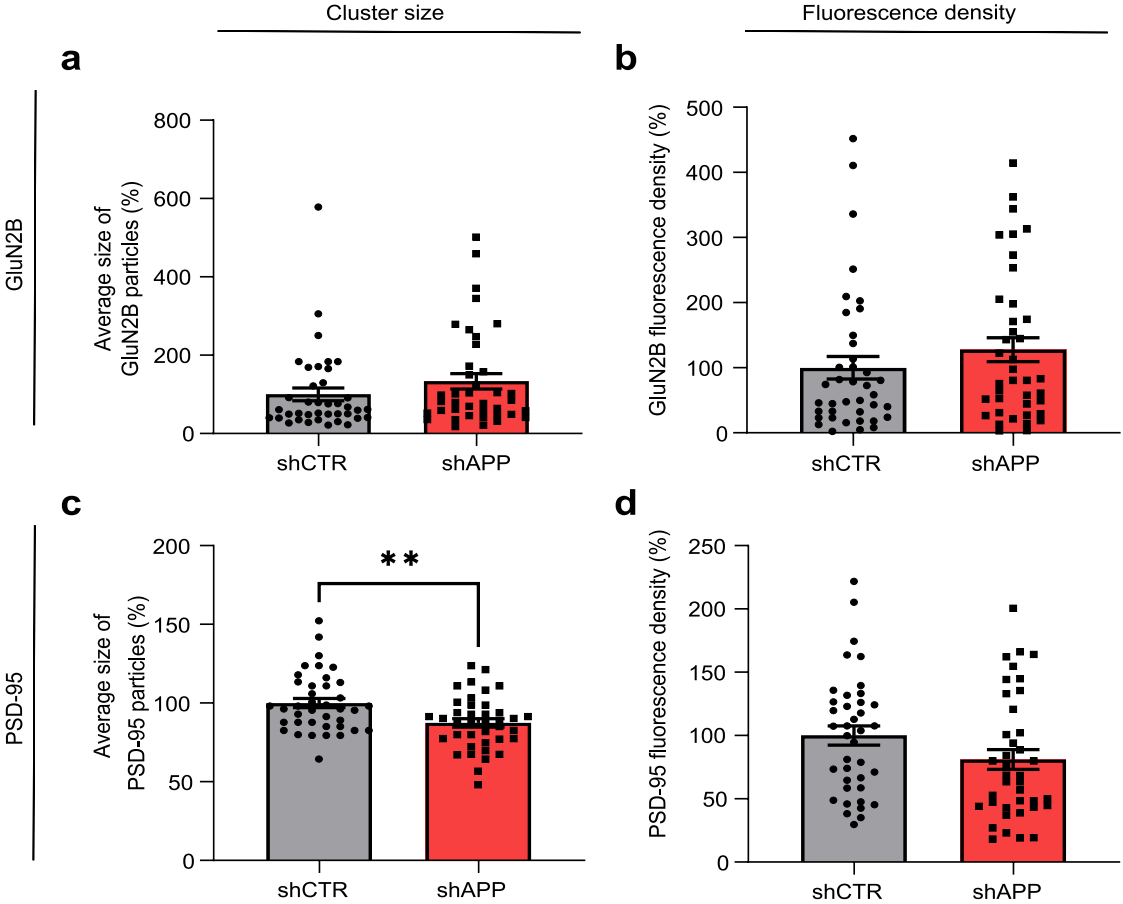 Cluster size
Fluorescence density
GluN2B
PSD-95
a
Average size of
GluN2B particles (%)
800
600
400
200
0
shCTR
shAPP
b
GluN2B fluorescence density (%)
500
400
300
200
100
0
shCTR
shAPP
c
Average size of
PSD-95 particles (%)
200
150
100
50
0
**
shCTR
shAPP
d
PSD-95 fluorescence density (%)
250
200
150
100
50
0
shCTR
shAPP